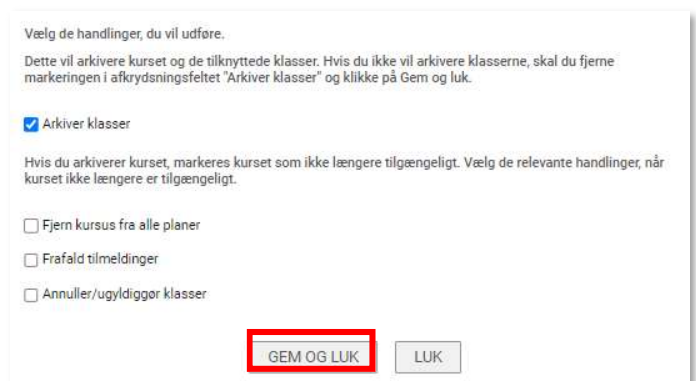 Vælg de handlinger, du vil udføre.
Dette vil arkivere kurset og de tilknyttede klasser. Hvis du ikke vil arkivere klasserne, skal du fjerne
markeringen i afkrydsningsfeltet "Arkiver klasser" og klikke på Gem og luk.
Arkiver klasser
Hvis du arkiverer kurset, markeres kurset som ikke længere tilgængeligt. Vælg de relevante handlinger, når
kurset ikke længere er tilgængeligt.
Fjern kursus fra alle planer
Frafald tilmeldinger
Annuller/ugyldiggør klasser
GEM OG LUK LUK